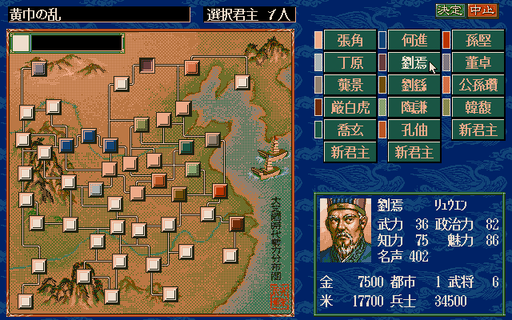 黄巾の乱
選択君主 1人
決定 中止
張角 何進 孫堅
丁原 劉焉 董卓
龔景 劉繇 公孫瓚
厳白虎 陶謙 韓馥
喬玄 孔伷 新君主
新君主 新君主
劉焉 リュウエン
武力 36 政治力 82
知力 75 魅力 86
名声 402
金 7500 都市 1 武将 6
米 17700 兵士 34500